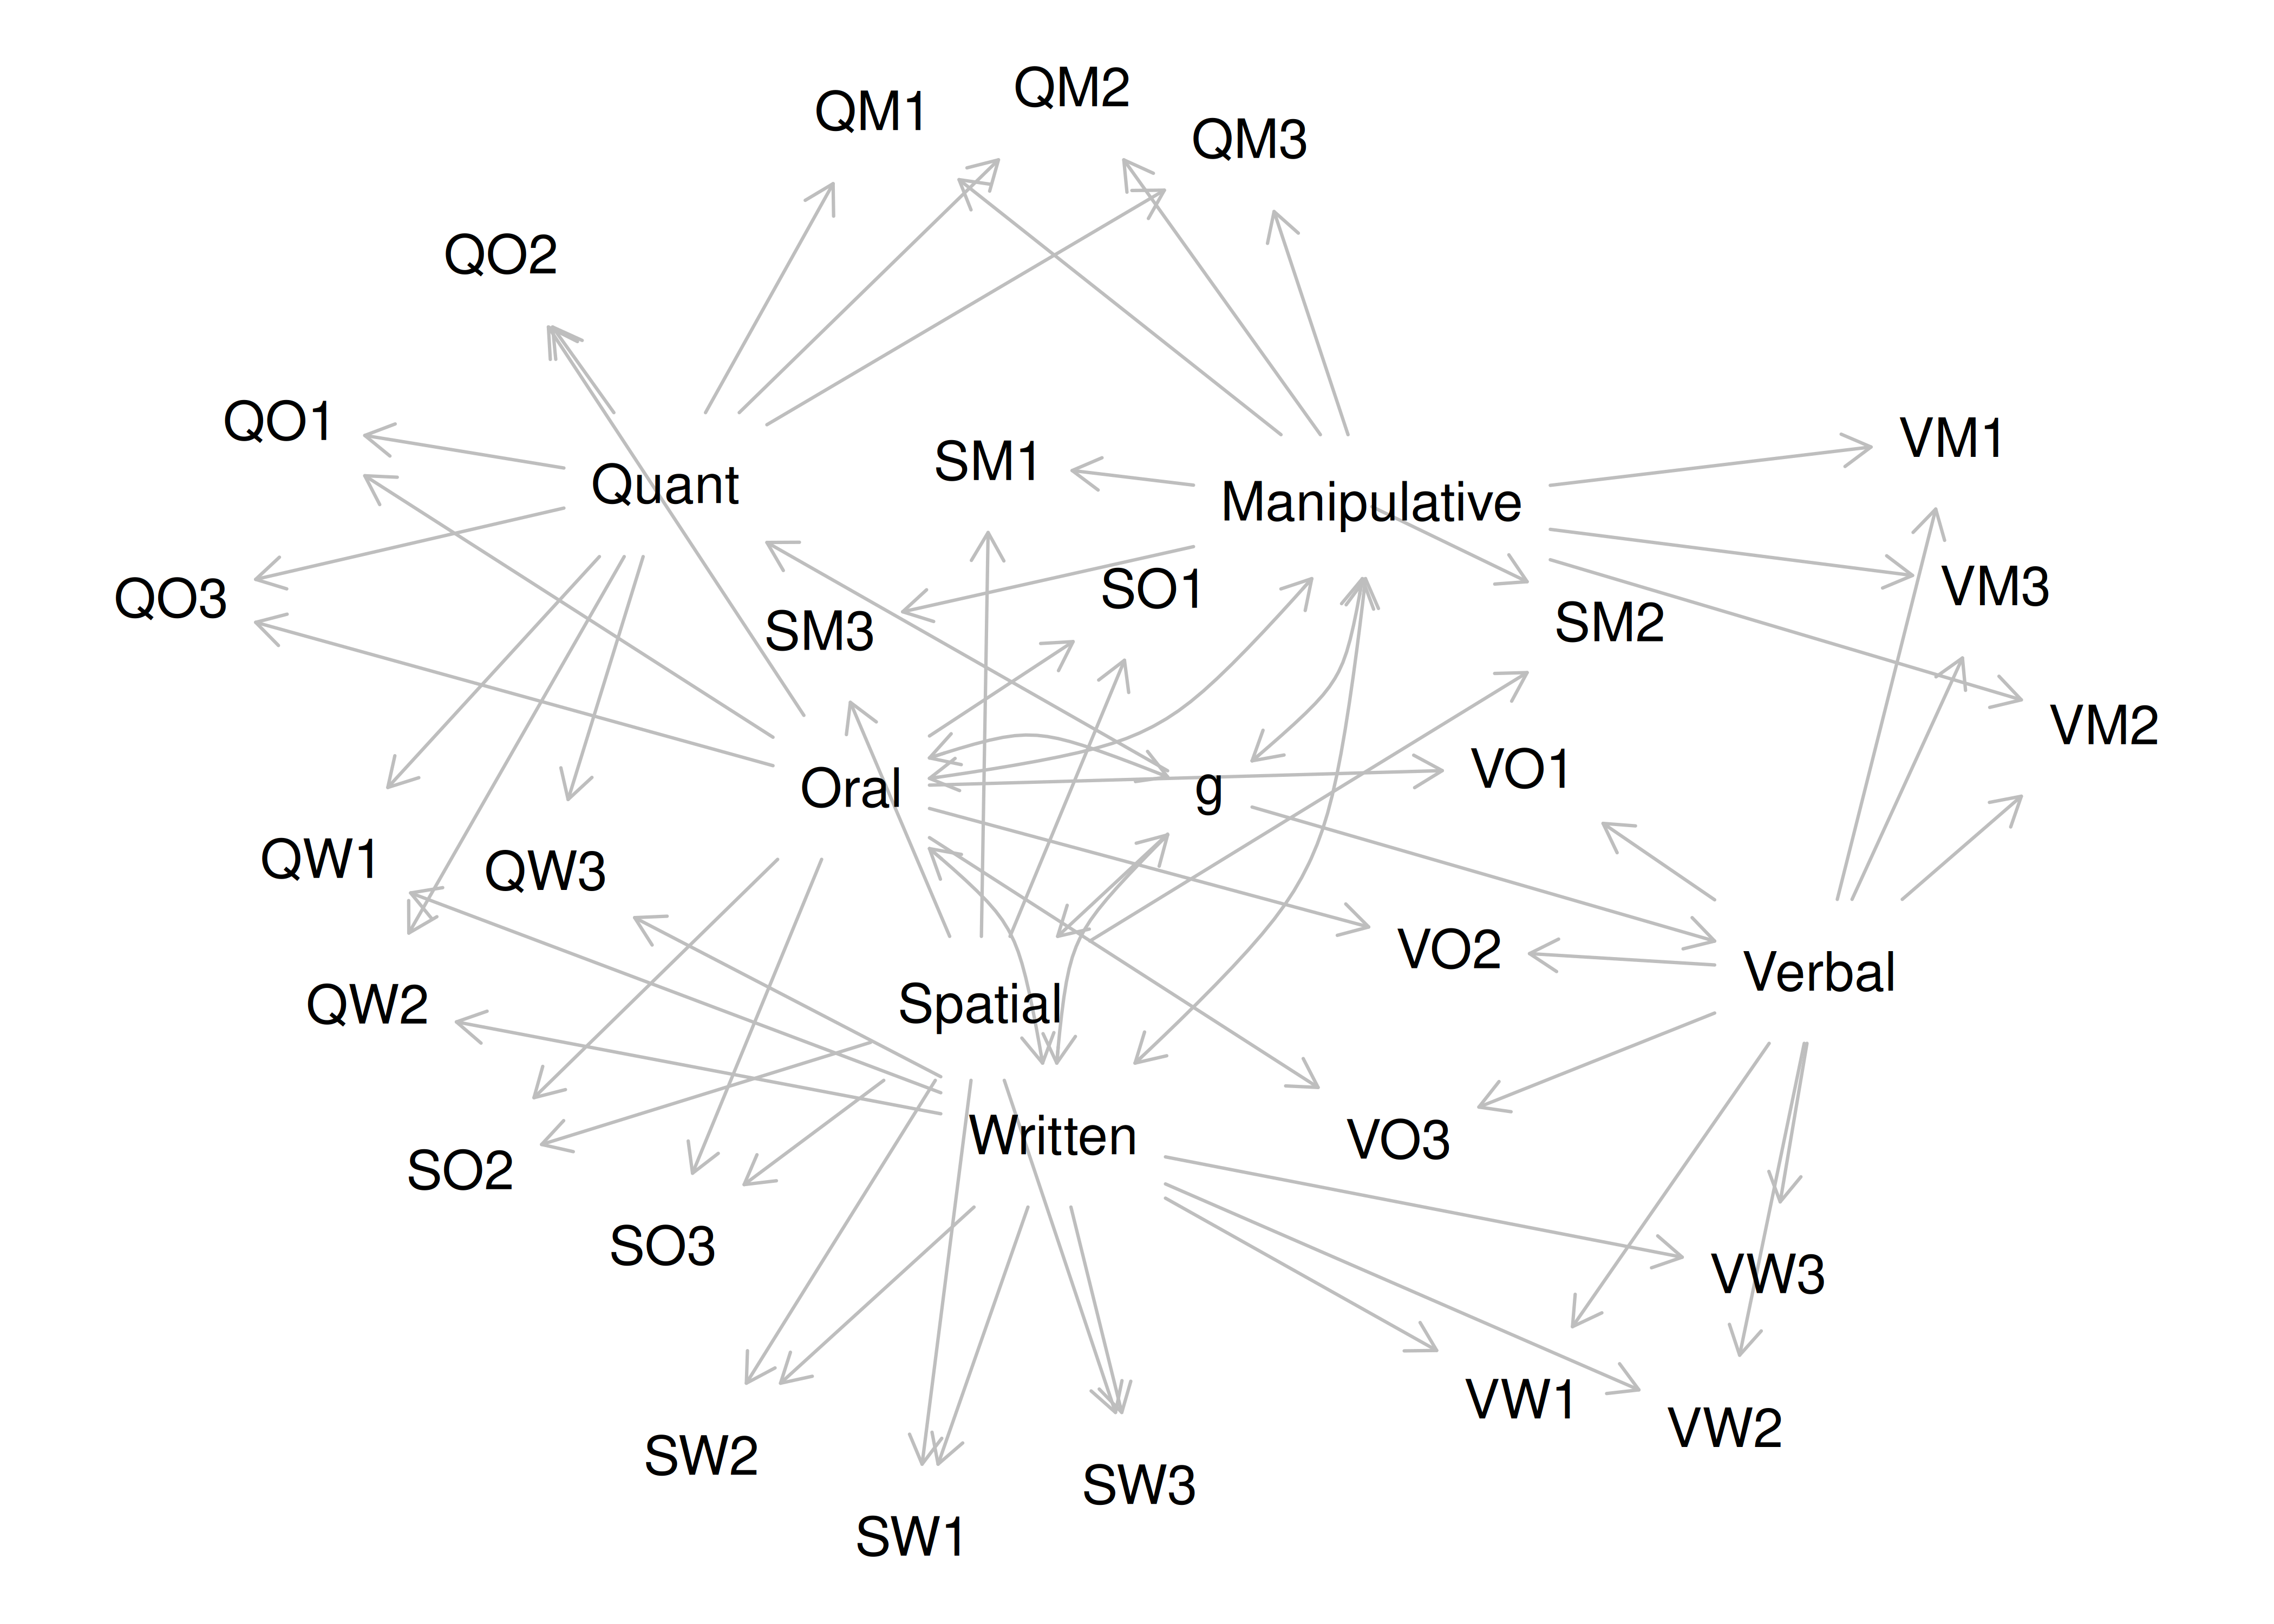 QM2
QM1
QM3
QO2
QO1
VM1
SM1
Quant
Manipulative
VM3
SO1
QO3
SM2
SM3
VM2
VO1
Oral
g
QW1
QW3
VO2
Verbal
Spatial
QW2
Written
VO3
SO2
SO3
VW3
VW1
VW2
SW2
SW3
SW1